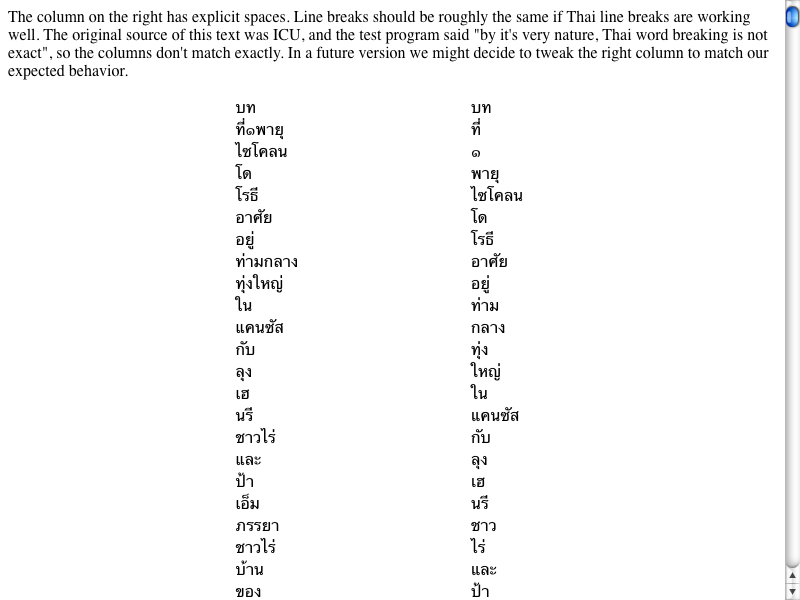 The column on the right has explicit spaces. Line breaks should be roughly the same if Thai line breaks are working
well. The original source of this text was ICU, and the test program said "by it's very nature, Thai word breaking is not
exact", so the columns don't match exactly. In a future version we might decide to tweak the right column to match our
expected behavior.
บท
ที่๑พายุ
ไซโคลน
โด
โรธี
อาศัย
อยู่
ท่ามกลาง
ทุ่งใหญ่
ใน
แคนซัส
กับ
ลุง
เฮ
นรี
ชาวไร่
และ
ป้า
เอ็ม
ภรรยา
ชาวไร่
บ้าน
ของ
บท
ที่
๑
พายุ
ไซโคลน
โด
โรธี
อาศัย
อยู่
ท่าม
กลาง
ทุ่ง
ใหญ่
ใน
แคนซัส
กับ
ลุง
เฮ
นรี
ชาว
ไร่
และ
ป้า